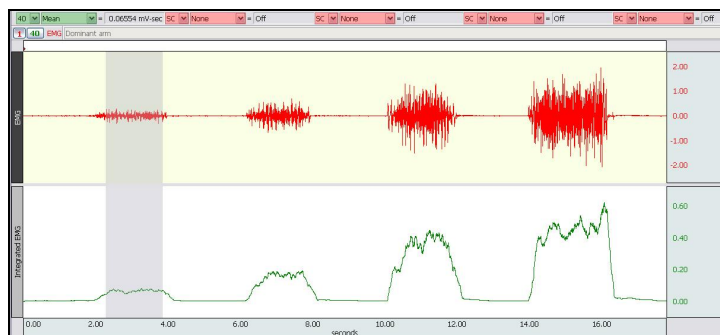 40 Mean = 0.06554 mV-sec SC None = Off SC None = Off SC None = Off SC None = Off
1 40 EMG Dominant arm
EMG
2.00
1.00
0.00
-1.00
-2.00
Integrated EMG
0.60
0.40
0.20
0.00
0.00 2.00 4.00 6.00 8.00 10.00 12.00 14.00 16.00
seconds